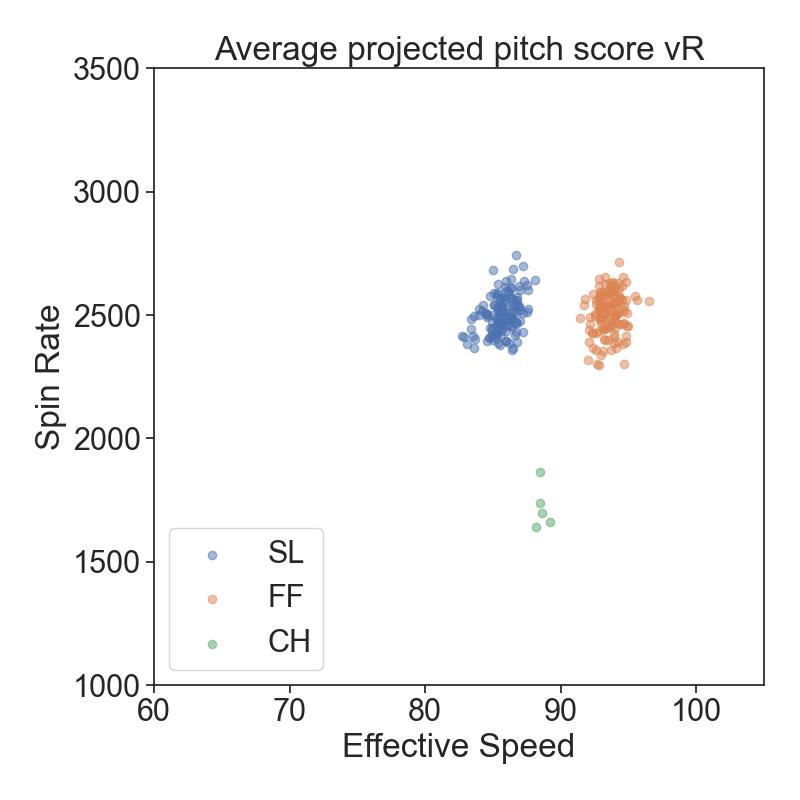 Average projected pitch score vR
3500
3000
2500
2000
1500
1000
Spin Rate
SL
FF
CH
60 70 80 90 100
Effective Speed